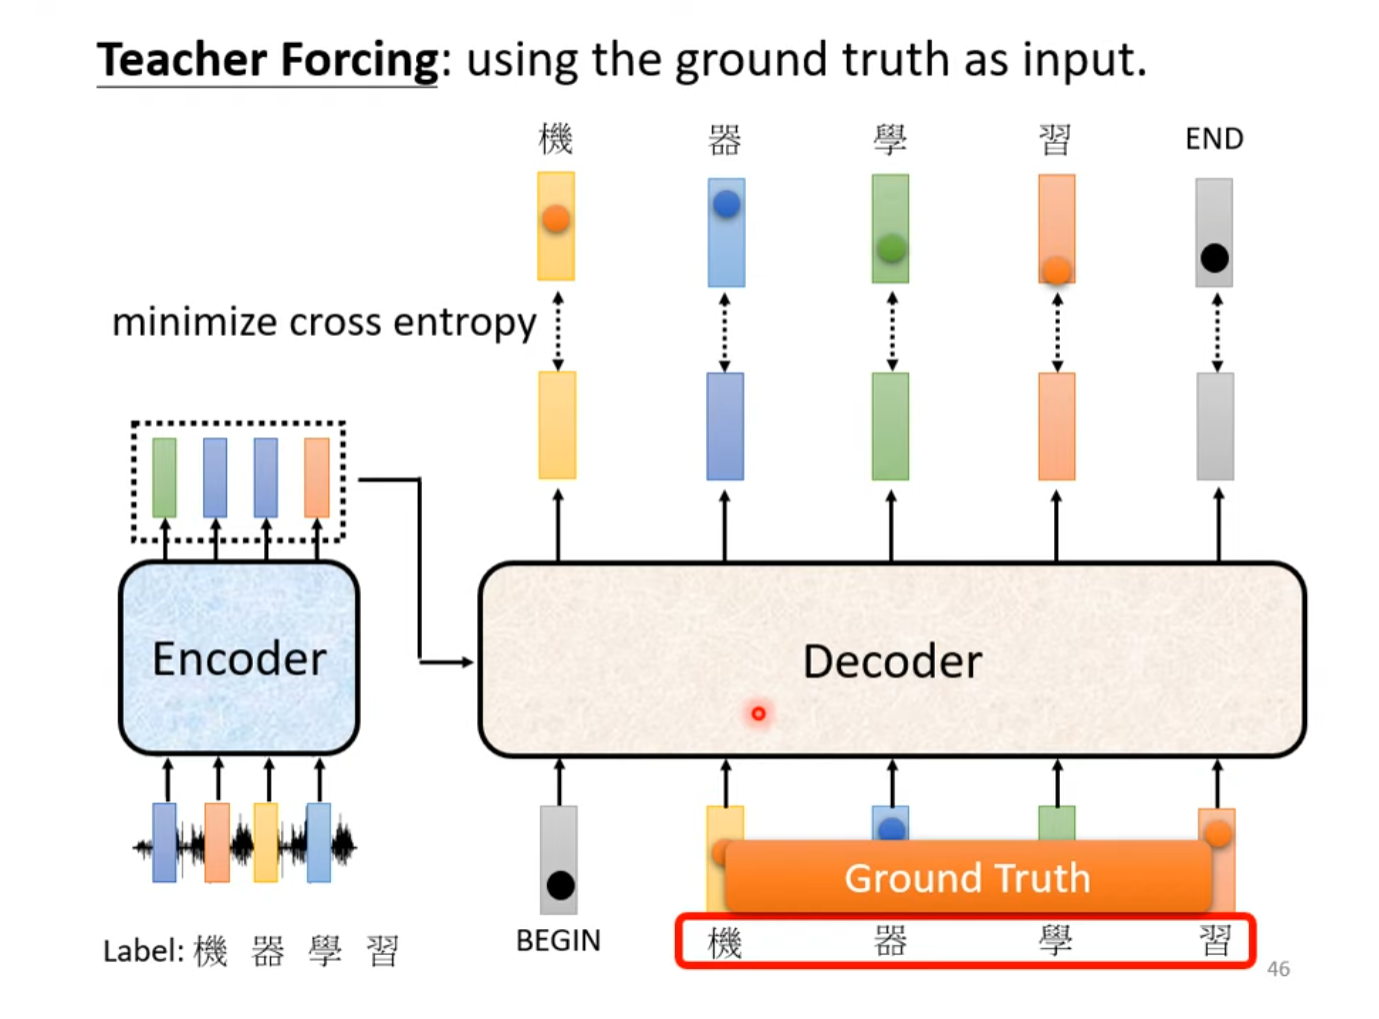 Teacher Forcing: using the ground truth as input.
機 器 學 習 END
minimize cross entropy
Encoder
Decoder
Ground Truth
Label: 機 器 學 習
BEGIN 機 器 學 習
46